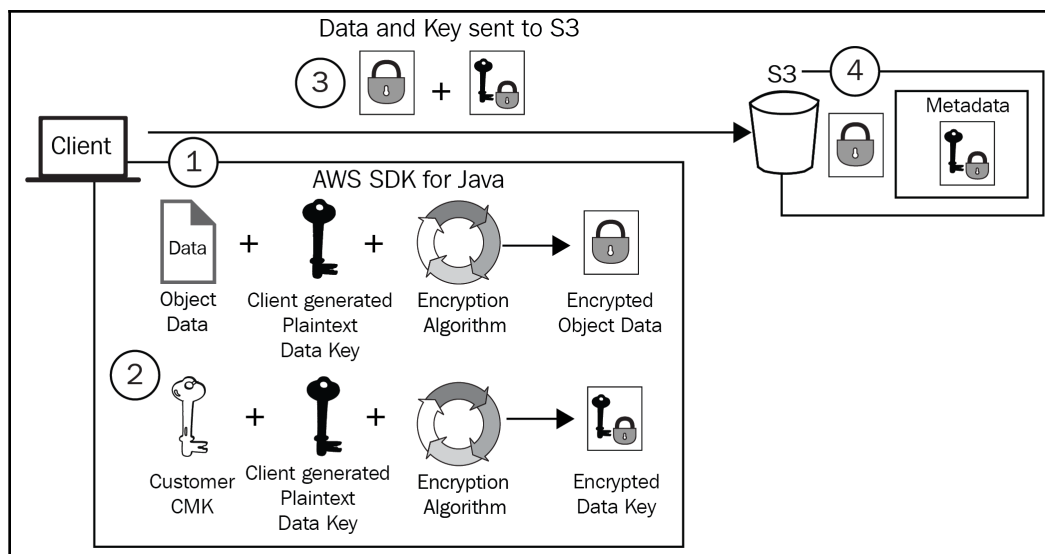 Data and Key sent to S3
3
+
S3
4
Metadata
Client
1
AWS SDK for Java
Data
+
+
Object
Data
Client generated
Plaintext
Data Key
Encryption
Algorithm
Encrypted
Object Data
2
+
+
Customer
CMK
Client generated
Plaintext
Data Key
Encryption
Algorithm
Encrypted
Data Key